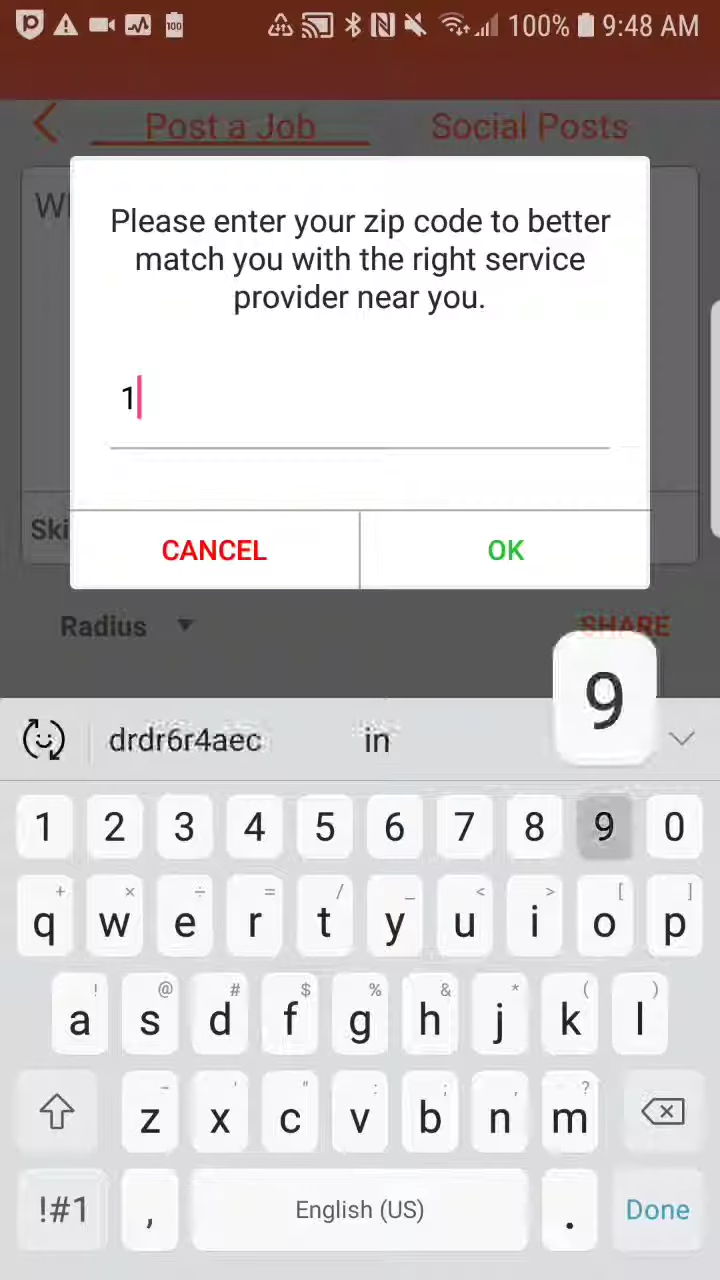 100
100% 9:48 AM
Post a Job Social Posts
Please enter your zip code to better
match you with the right service
provider near you.
1
Ski
CANCEL OK
Radius SHARE
9
drdr6r4aec in
1 2 3 4 5 6 7 8 9 0
+ × ÷ = / _ < > [ ]
q w e r t y u i o p
! @ # $ % & * ( )
a s d f g h j k l
- ' " : ; , ?
z x c v b n m
!#1 , English (US) . Done